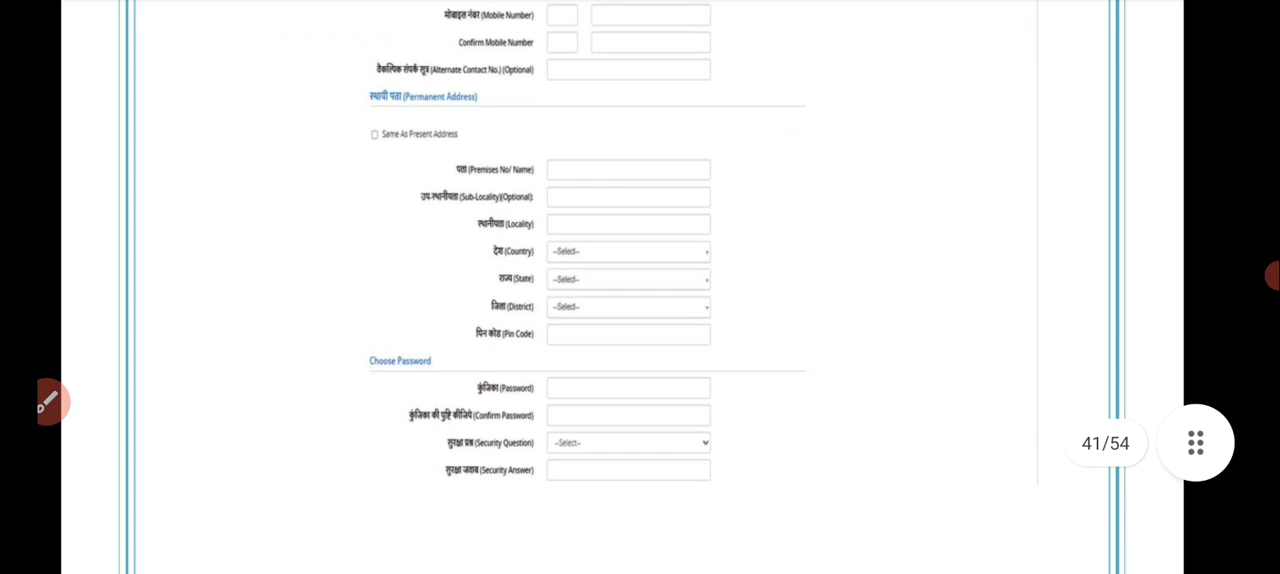 मोबाइल नंबर (Mobile Number)
Confirm Mobile Number
वैकल्पिक संपर्क सूत्र (Alternate Contact No.) (Optional)
स्थायी पता (Permanent Address)
Same As Present Address
पता (Premises No/ Name)
उप-स्थानीयता (Sub-Locality)(Optional):
स्थानीयता (Locality)
देश (Country) --Select--
राज्य (State) --Select--
जिला (District) --Select--
पिन कोड (Pin Code)
Choose Password
कुंजिका (Password)
कुंजिका की पुष्टि कीजिये (Confirm Password)
सुरक्षा प्रश्न (Security Question) --Select--
सुरक्षा जवाब (Security Answer)
41/54